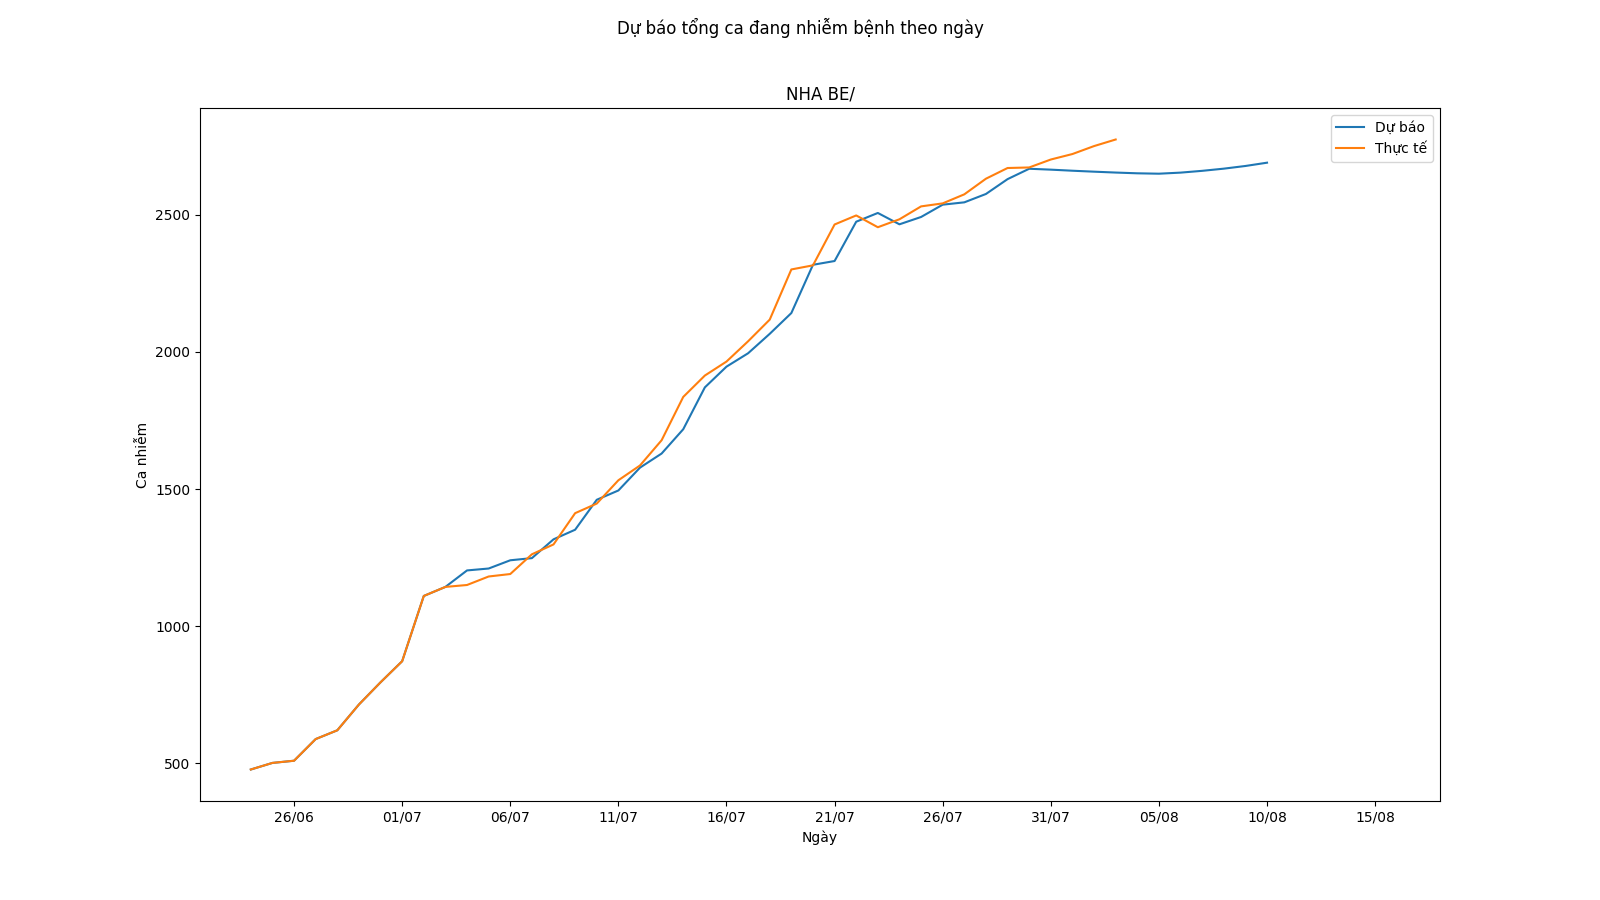 Dự báo tổng ca đang nhiễm bệnh theo ngày
NHA BE/
Dự báo
Thực tế
2500
2000
1500
1000
500
Ca nhiễm
26/06 01/07 06/07 11/07 16/07 21/07 26/07 31/07 05/08 10/08 15/08
Ngày